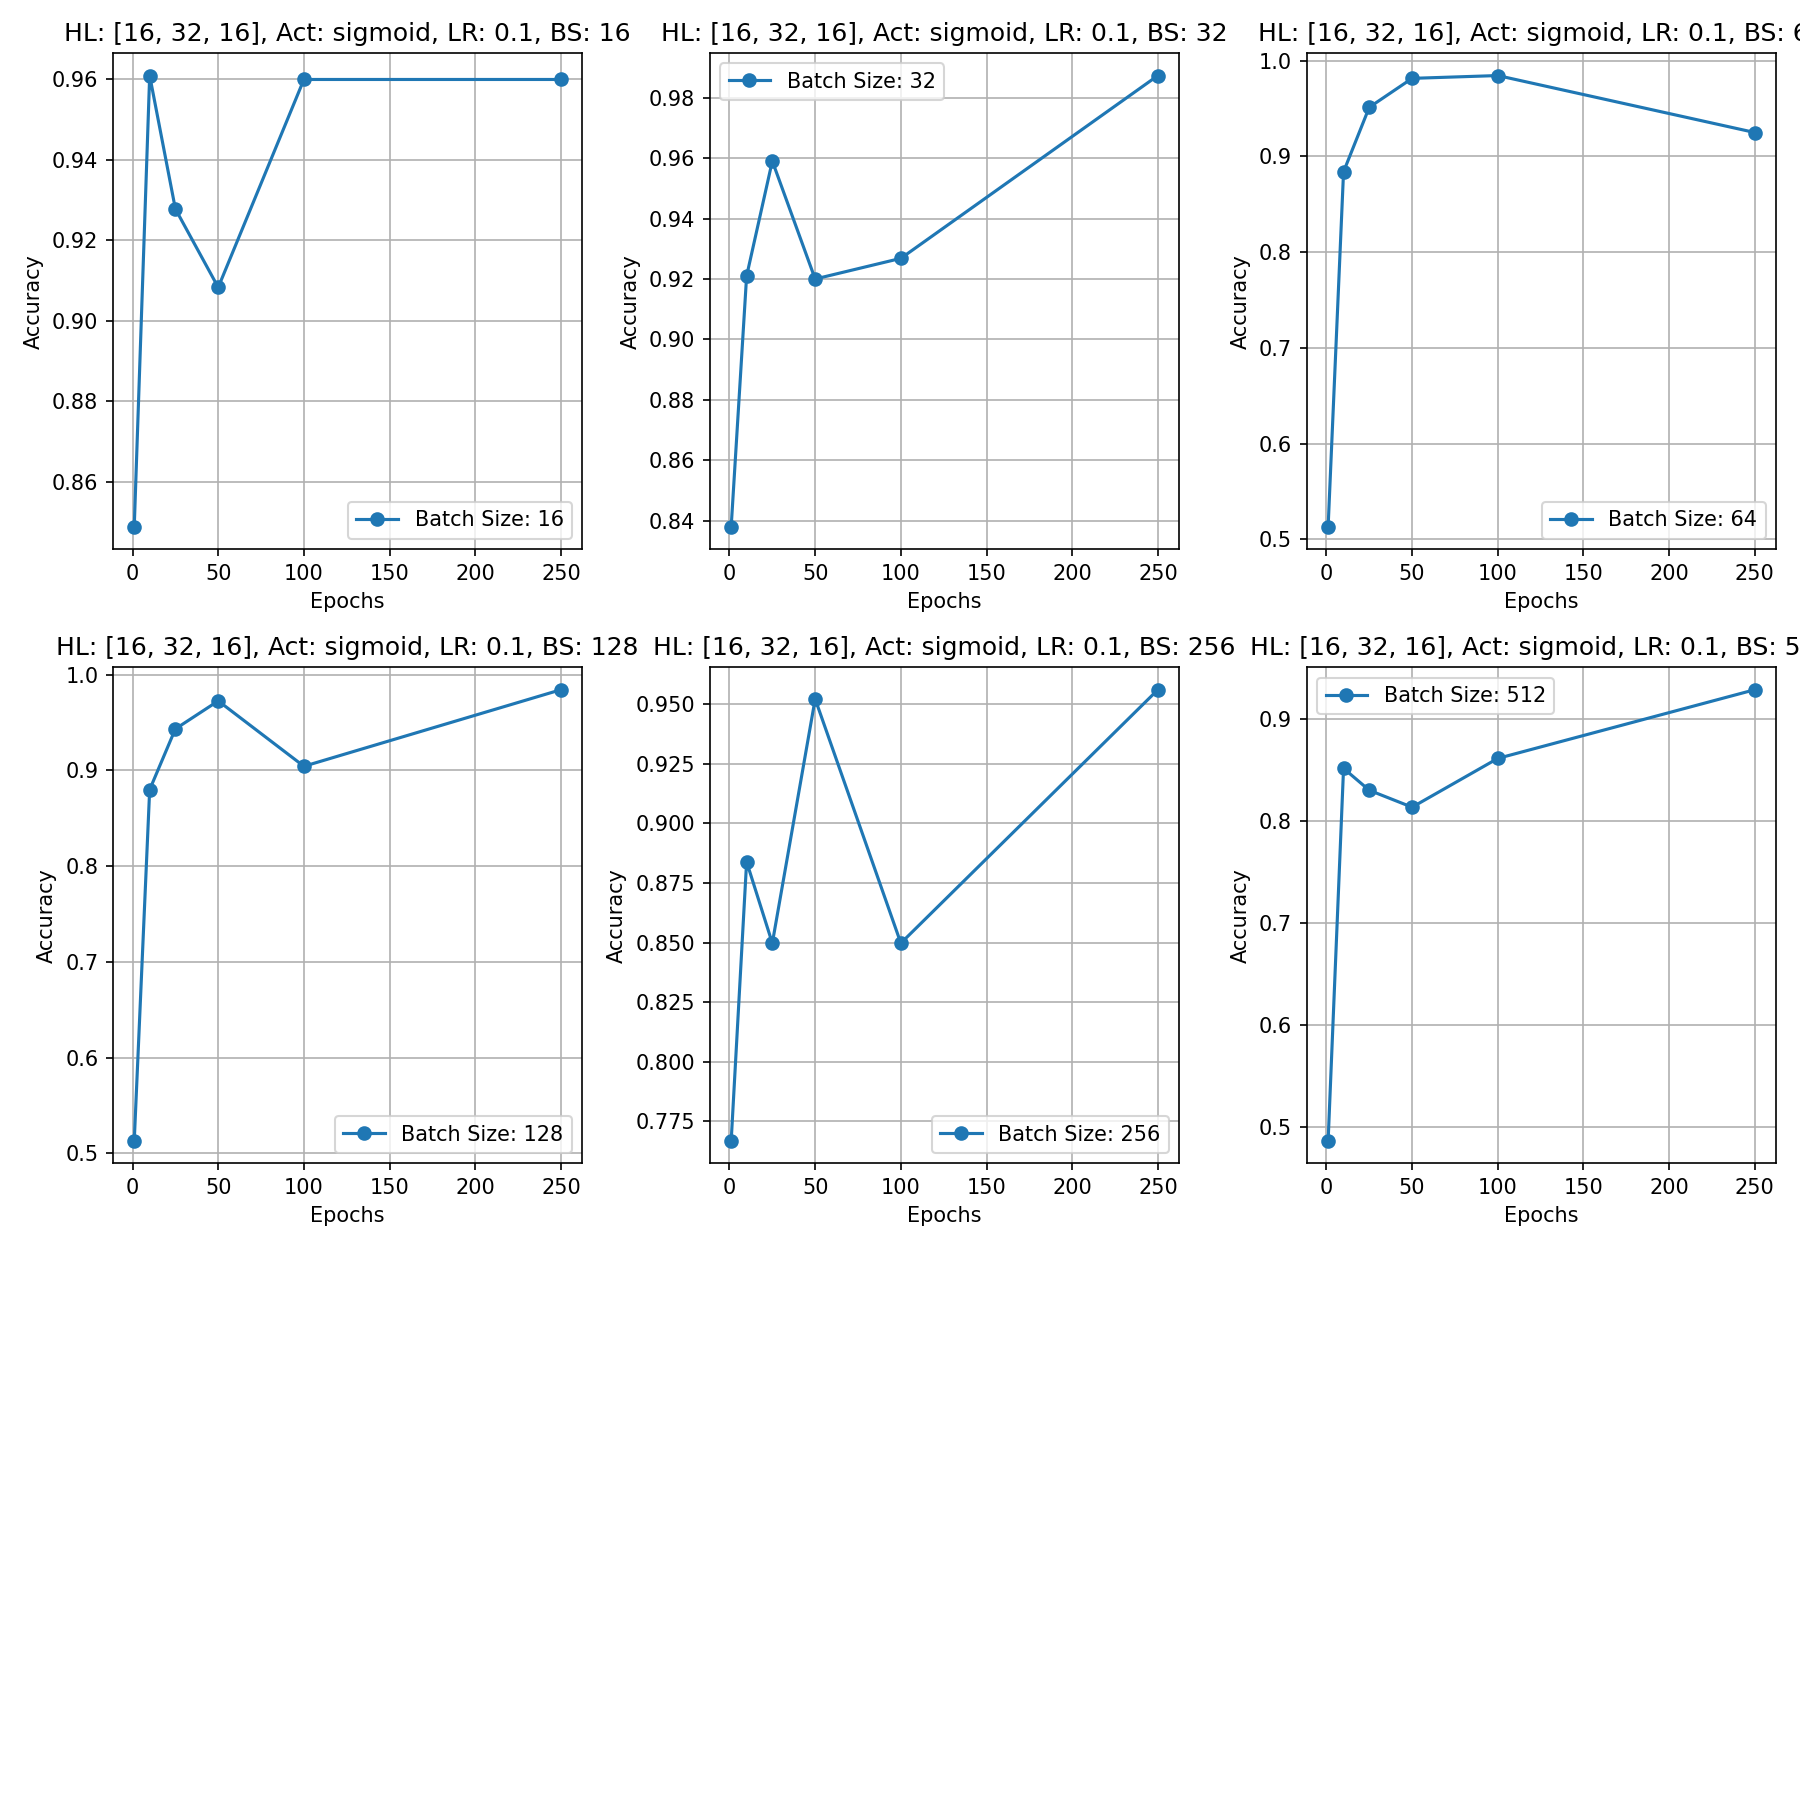 HL: [16, 32, 16], Act: sigmoid, LR: 0.1, BS: 16
0.96
0.94
0.92
0.90
0.88
0.86
Accuracy
Batch Size: 16
0 50 100 150 200 250
Epochs
HL: [16, 32, 16], Act: sigmoid, LR: 0.1, BS: 32
Batch Size: 32
0.98
0.96
0.94
0.92
0.90
0.88
0.86
0.84
Accuracy
0 50 100 150 200 250
Epochs
HL: [16, 32, 16], Act: sigmoid, LR: 0.1, BS: 6
1.0
0.9
0.8
0.7
0.6
0.5
Accuracy
Batch Size: 64
0 50 100 150 200 250
Epochs
HL: [16, 32, 16], Act: sigmoid, LR: 0.1, BS: 128
1.0
0.9
0.8
0.7
0.6
0.5
Accuracy
Batch Size: 128
0 50 100 150 200 250
Epochs
HL: [16, 32, 16], Act: sigmoid, LR: 0.1, BS: 256
0.950
0.925
0.900
0.875
0.850
0.825
0.800
0.775
Accuracy
Batch Size: 256
0 50 100 150 200 250
Epochs
HL: [16, 32, 16], Act: sigmoid, LR: 0.1, BS: 5
Batch Size: 512
0.9
0.8
0.7
0.6
0.5
Accuracy
0 50 100 150 200 250
Epochs